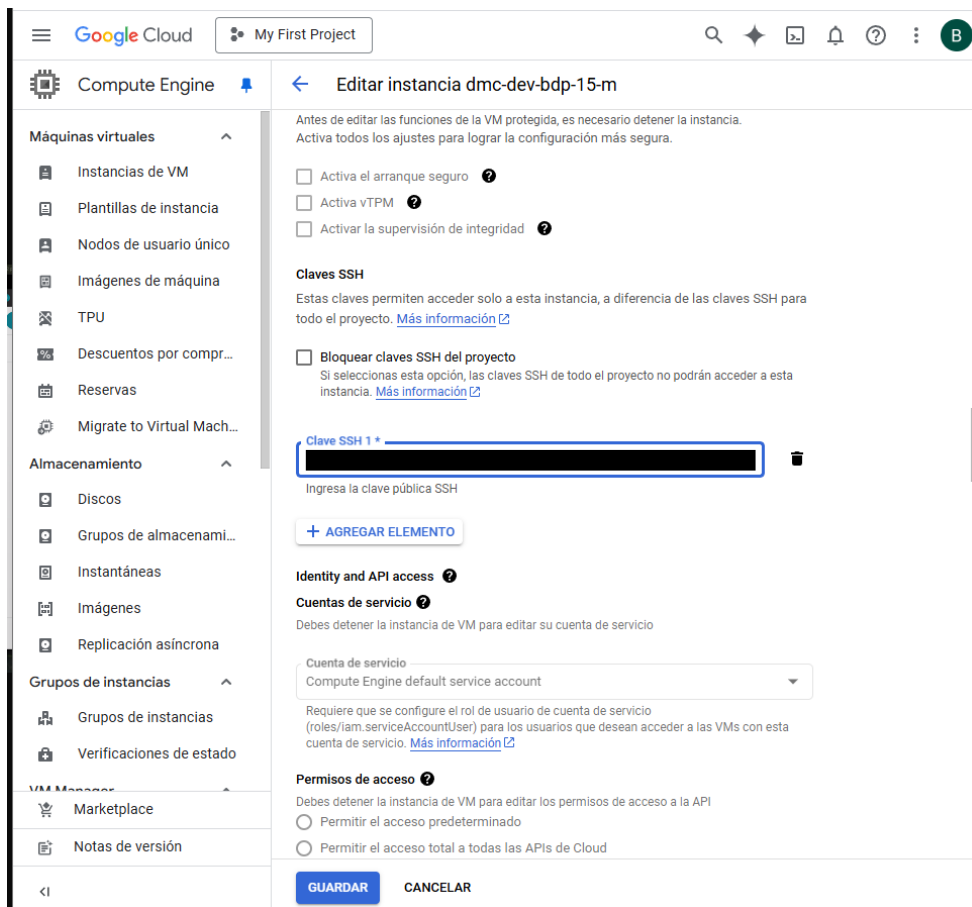 Google Cloud
My First Project
B
Compute Engine
Editar instancia dmc-dev-bdp-15-m
Máquinas virtuales
Instancias de VM
Plantillas de instancia
Nodos de usuario único
Imágenes de máquina
TPU
Descuentos por compr...
Reservas
Migrate to Virtual Mach...
Almacenamiento
Discos
Grupos de almacenami...
Instantáneas
Imágenes
Replicación asíncrona
Grupos de instancias
Grupos de instancias
Verificaciones de estado
VM Manager
Marketplace
Notas de versión
Antes de editar las funciones de la VM protegida, es necesario detener la instancia.
Activa todos los ajustes para lograr la configuración más segura.
Activa el arranque seguro
Activa vTPM
Activar la supervisión de integridad
Claves SSH
Estas claves permiten acceder solo a esta instancia, a diferencia de las claves SSH para
todo el proyecto. Más información
Bloquear claves SSH del proyecto
Si seleccionas esta opción, las claves SSH de todo el proyecto no podrán acceder a esta
instancia. Más información
Clave SSH 1 *
Ingresa la clave pública SSH
+ AGREGAR ELEMENTO
Identity and API access
Cuentas de servicio
Debes detener la instancia de VM para editar su cuenta de servicio
Cuenta de servicio
Compute Engine default service account
Requiere que se configure el rol de usuario de cuenta de servicio
(roles/iam.serviceAccountUser) para los usuarios que desean acceder a las VMs con esta
cuenta de servicio. Más información
Permisos de acceso
Debes detener la instancia de VM para editar los permisos de acceso a la API
Permitir el acceso predeterminado
Permitir el acceso total a todas las APIs de Cloud
GUARDAR
CANCELAR